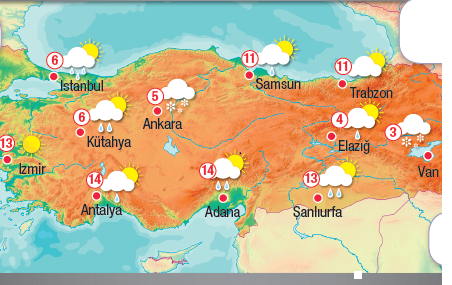 6
İstanbul
11
Samsun
11
Trabzon
5
Ankara
6
Kütahya
4
Elazığ
3
Van
13
İzmir
14
Antalya
14
Adana
13
Şanlıurfa